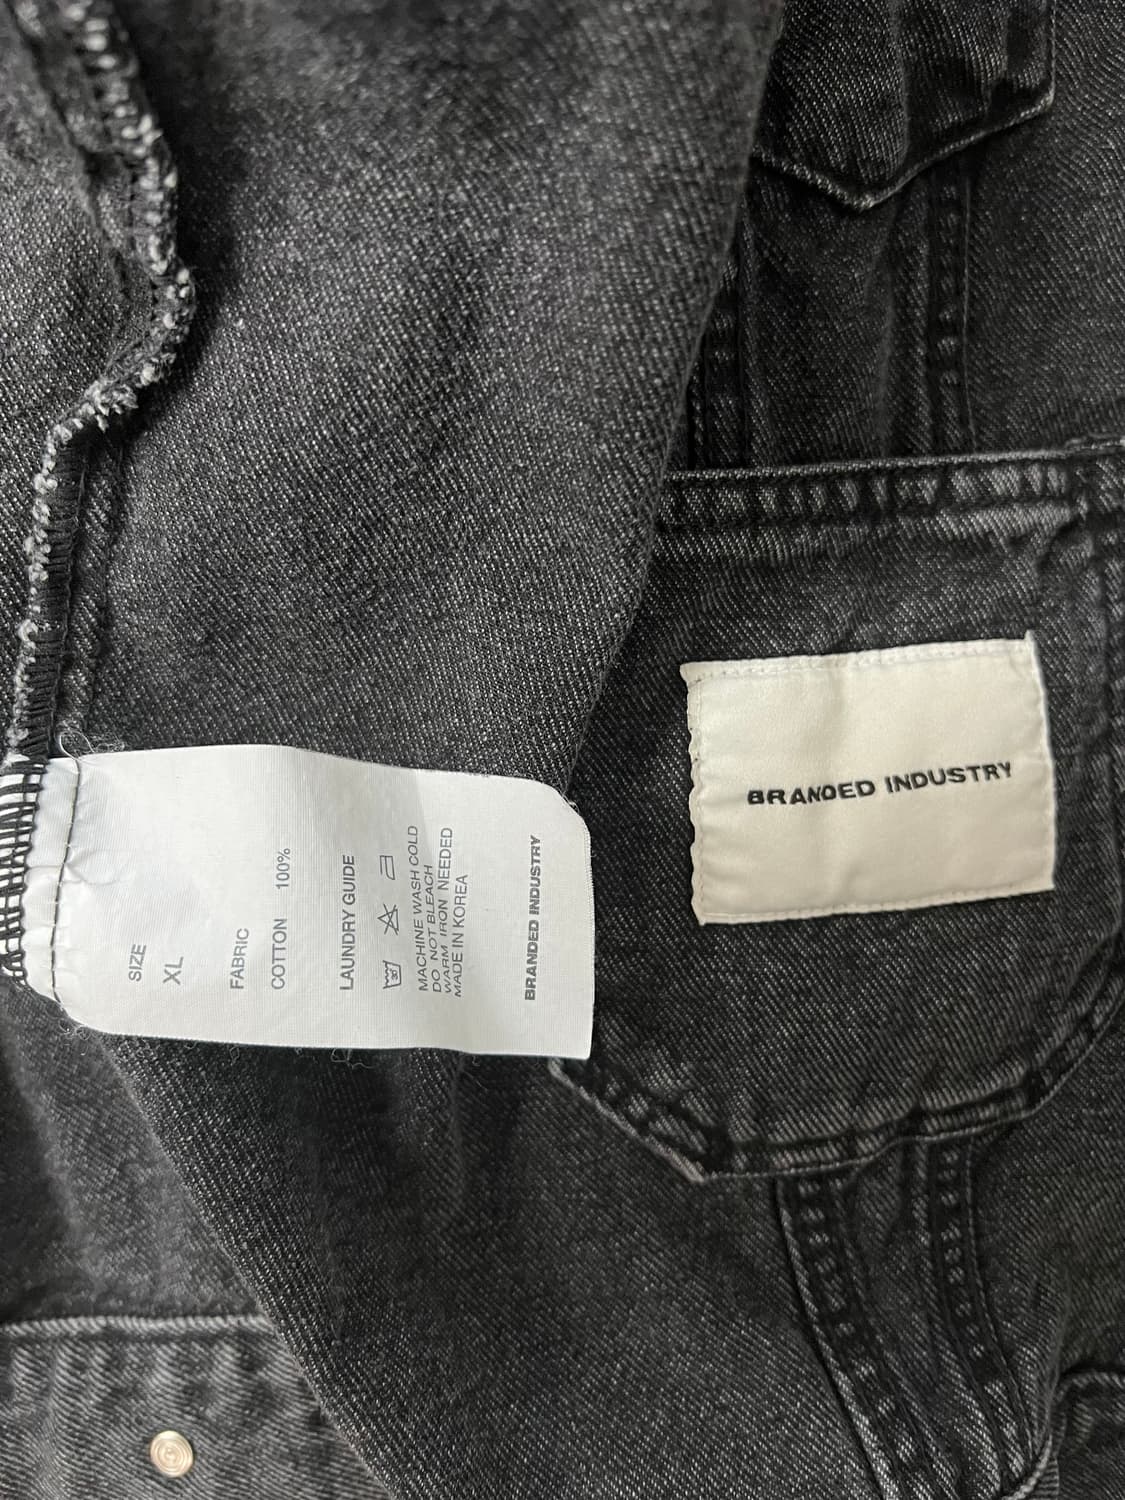 SIZE
XL
FABRIC
COTTON 100%
LAUNDRY GUIDE
MACHINE WASH COLD
DO NOT BLEACH
WARM IRON NEEDED
MADE IN KOREA
BRANDED INDUSTRY
BRANDED INDUSTRY